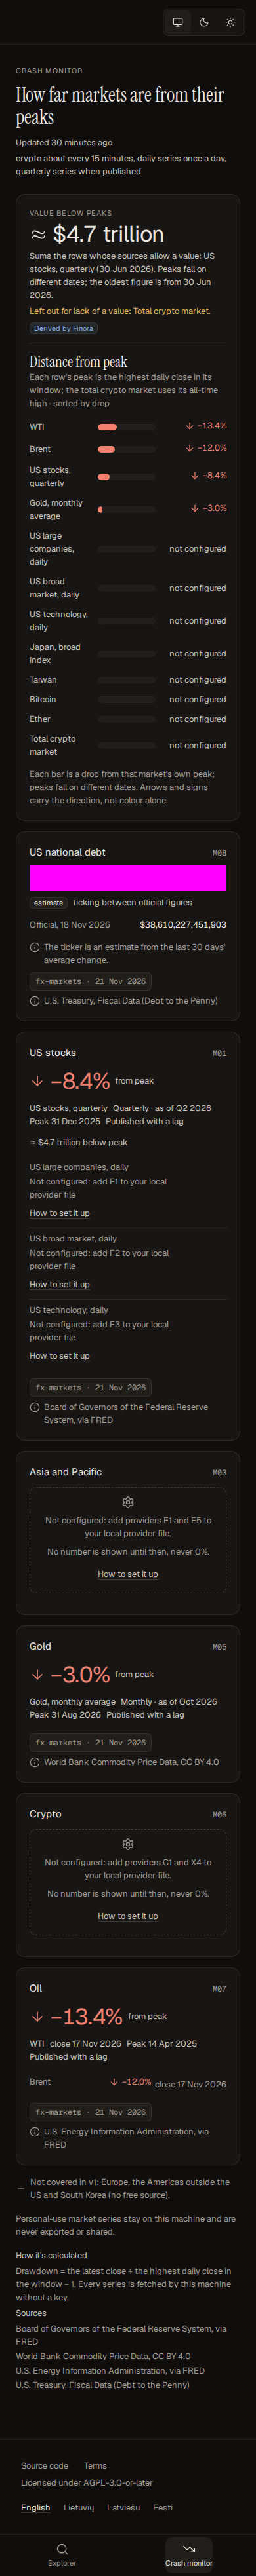 CRASH MONITOR
How far markets are from their
peaks
Updated 30 minutes ago
crypto about every 15 minutes, daily series once a day,
quarterly series when published
VALUE BELOW PEAKS
≈ $4.7 trillion
Sums the rows whose sources allow a value: US
stocks, quarterly (30 Jun 2026). Peaks fall on
different dates; the oldest figure is from 30 Jun
2026.
Left out for lack of a value: Total crypto market.
Derived by Finora
Distance from peak
Each row's peak is the highest daily close in its
window; the total crypto market uses its all-time
high · sorted by drop
WTI ↓ −13.4%
Brent ↓ −12.0%
US stocks,
quarterly ↓ −8.4%
Gold, monthly
average ↓ −3.0%
US large
companies,
daily not configured
US broad
market, daily not configured
US technology,
daily not configured
Japan, broad
index not configured
Taiwan not configured
Bitcoin not configured
Ether not configured
Total crypto
market not configured
Each bar is a drop from that market's own peak;
peaks fall on different dates. Arrows and signs
carry the direction, not colour alone.
US national debt M08
estimate ticking between official figures
Official, 18 Nov 2026 $38,610,227,451,903
The ticker is an estimate from the last 30 days'
average change.
fx-markets · 21 Nov 2026
U.S. Treasury, Fiscal Data (Debt to the Penny)
US stocks M01
↓ −8.4% from peak
US stocks, quarterly Quarterly · as of Q2 2026
Peak 31 Dec 2025 Published with a lag
≈ $4.7 trillion below peak
US large companies, daily
Not configured: add F1 to your local
provider file
How to set it up
US broad market, daily
Not configured: add F2 to your local
provider file
How to set it up
US technology, daily
Not configured: add F3 to your local
provider file
How to set it up
fx-markets · 21 Nov 2026
Board of Governors of the Federal Reserve
System, via FRED
Asia and Pacific M03
Not configured: add providers E1 and F5 to
your local provider file.
No number is shown until then, never 0%.
How to set it up
Gold M05
↓ −3.0% from peak
Gold, monthly average Monthly · as of Oct 2026
Peak 31 Aug 2026 Published with a lag
fx-markets · 21 Nov 2026
World Bank Commodity Price Data, CC BY 4.0
Crypto M06
Not configured: add providers C1 and X4 to
your local provider file.
No number is shown until then, never 0%.
How to set it up
Oil M07
↓ −13.4% from peak
WTI close 17 Nov 2026 Peak 14 Apr 2025
Published with a lag
Brent ↓ −12.0% close 17 Nov 2026
fx-markets · 21 Nov 2026
U.S. Energy Information Administration, via
FRED
Not covered in v1: Europe, the Americas outside the
US and South Korea (no free source).
Personal-use market series stay on this machine and are
never exported or shared.
How it's calculated
Drawdown = the latest close ÷ the highest daily close in
the window − 1. Every series is fetched by this machine
without a key.
Sources
Board of Governors of the Federal Reserve System, via
FRED
World Bank Commodity Price Data, CC BY 4.0
U.S. Energy Information Administration, via FRED
U.S. Treasury, Fiscal Data (Debt to the Penny)
Source code Terms
Licensed under AGPL-3.0-or-later
English Lietuvių Latviešu Eesti
Explorer Crash monitor